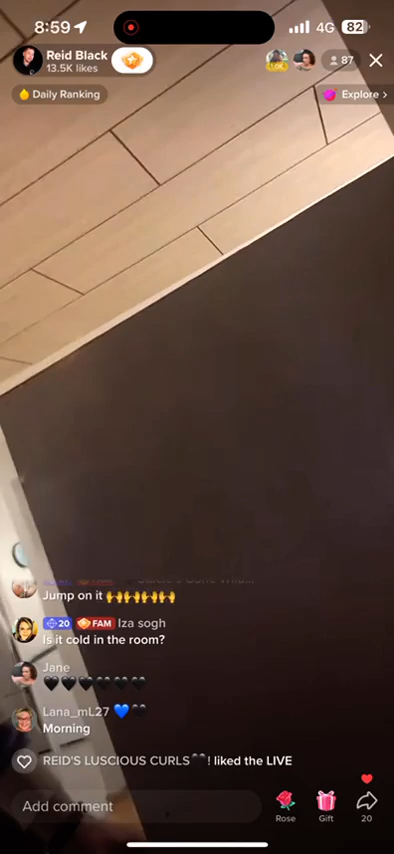 8:59
4G
82
Reid Black
13.5K likes
87
Daily Ranking
Explore >
Jump on it 🙌🙌🙌🙌🙌
20 FAM Iza sogh
Is it cold in the room?
Jane
🖤🖤🖤🖤🖤🖤
Lana_mL27 💙🖤
Morning
REID'S LUSCIOUS CURLS🖤! liked the LIVE
Add comment
Rose
Gift
20